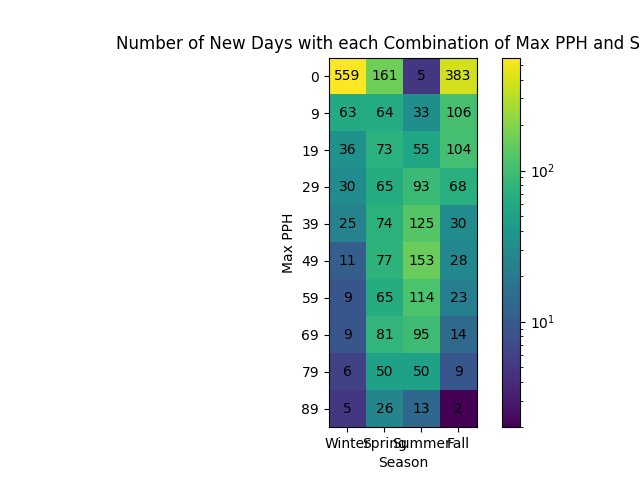 Number of New Days with each Combination of Max PPH and S
0 559 161 5 383
9 63 64 33 106
19 36 73 55 104
29 30 65 93 68
39 25 74 125 30
49 11 77 153 28
59 9 65 114 23
69 9 81 95 14
79 6 50 50 9
89 5 26 13 2
Winter Spring Summer Fall
Season
Max PPH
10²
10¹